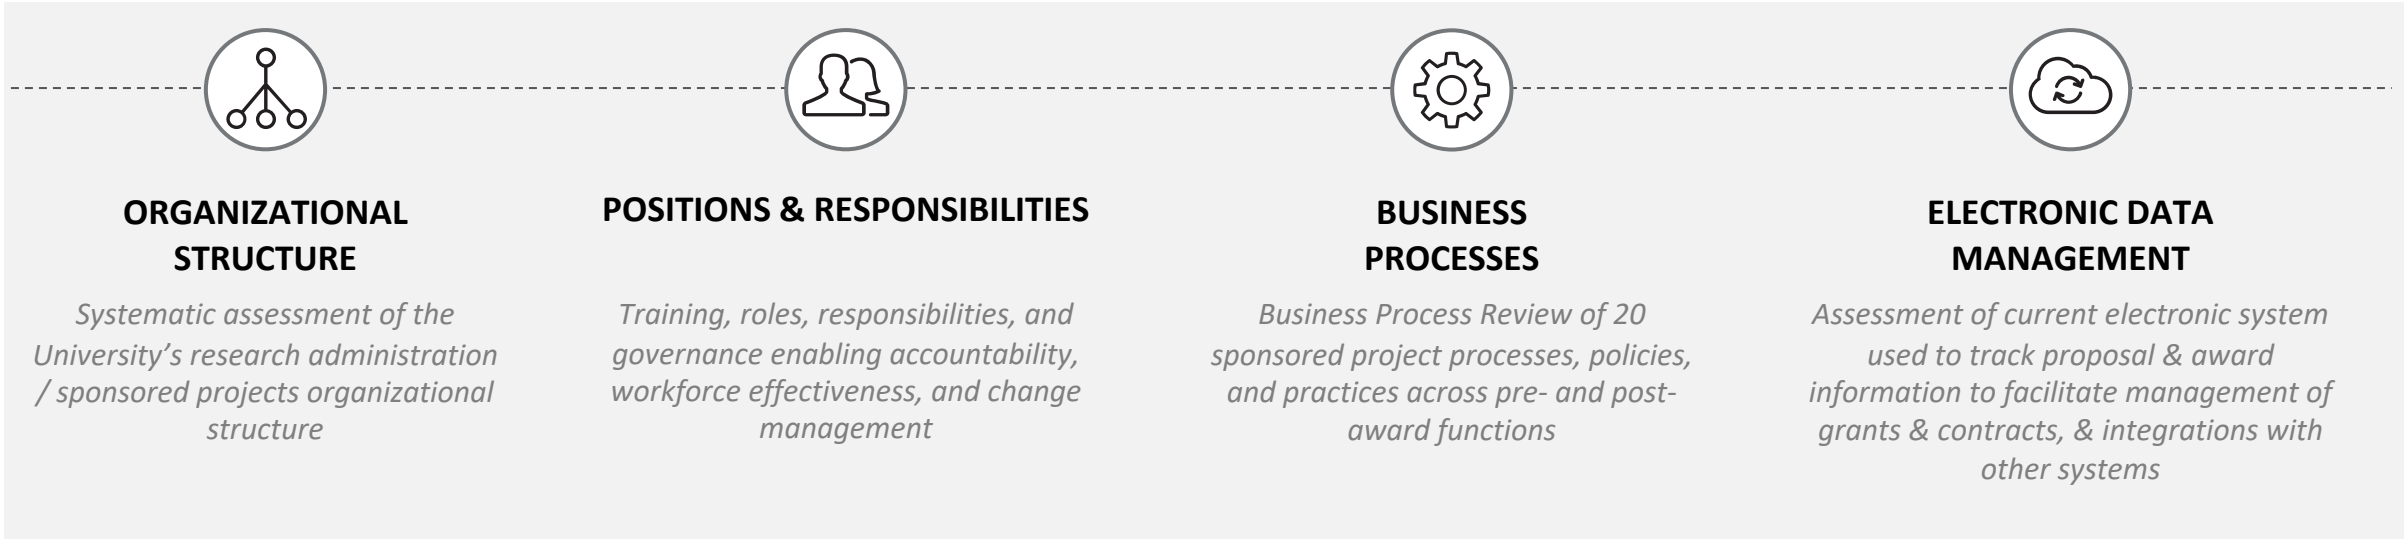 ORGANIZATIONAL
STRUCTURE
Systematic assessment of the
University’s research administration
/ sponsored projects organizational
structure
POSITIONS & RESPONSIBILITIES
Training, roles, responsibilities, and
governance enabling accountability,
workforce effectiveness, and change
management
BUSINESS
PROCESSES
Business Process Review of 20
sponsored project processes, policies,
and practices across pre- and post-
award functions
ELECTRONIC DATA
MANAGEMENT
Assessment of current electronic system
used to track proposal & award
information to facilitate management of
grants & contracts, & integrations with
other systems